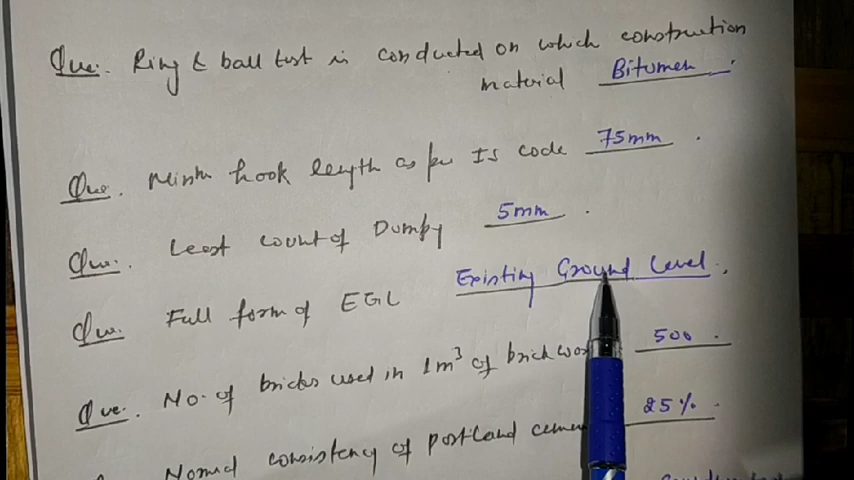 Que. Ring & ball test is conducted on which construction
material Bitumen.
Que. Minm hook length as per IS code 75mm.
Que. Least count of Dumpy 5mm.
Que. Full form of EGL Existing Ground Level.
Que. No. of bricks used in 1m³ of brick 500.
Normal consistency of portland cement 25%.